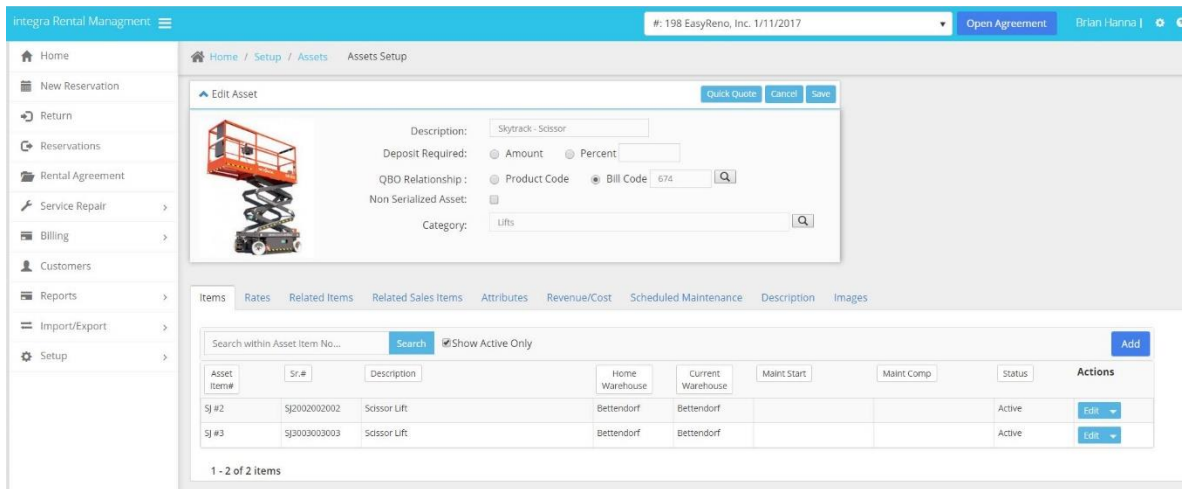 integra Rental Managment
#: 198 EasyReno, Inc. 1/11/2017
Open Agreement
Brian Hanna |
Home
New Reservation
Return
Reservations
Rental Agreement
Service Repair
Billing
Customers
Reports
Import/Export
Setup
Home / Setup / Assets Assets Setup
Edit Asset
Quick Quote Cancel Save
Description: Skytrack - Scissor
Deposit Required: Amount Percent
QBO Relationship : Product Code Bill Code 674
Non Serialized Asset:
Category: Lifts
Items Rates Related Items Related Sales Items Attributes Revenue/Cost Scheduled Maintenance Description Images
Search within Asset Item No... Search Show Active Only Add
Asset Item# Sr.# Description Home Warehouse Current Warehouse Maint Start Maint Comp Status Actions
SJ #2 SJ2002002002 Scissor Lift Bettendorf Bettendorf Active Edit
SJ #3 SJ3003003003 Scissor Lift Bettendorf Bettendorf Active Edit
1 - 2 of 2 items